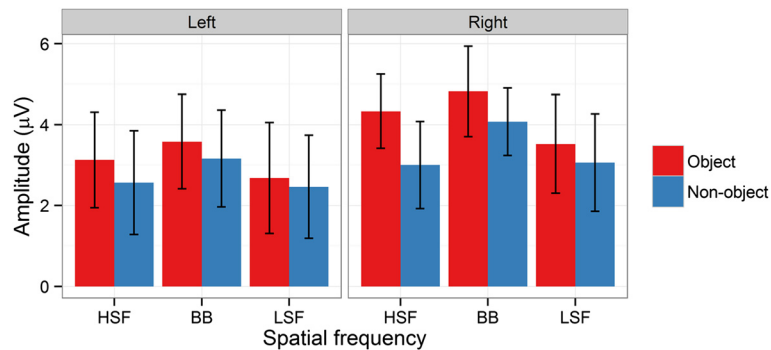 Left Right
6
4
2
0
Amplitude (μV)
HSF BB LSF HSF BB LSF
Spatial frequency
Object
Non-object